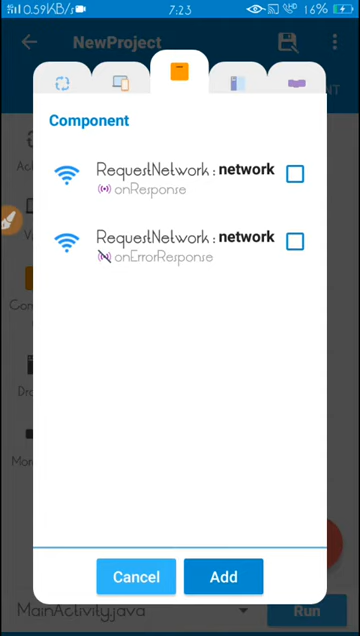 0.59KB/s
7:23
16%
NewProject
Component
RequestNetwork : network
onResponse
RequestNetwork : network
onErrorResponse
Cancel
Add
MainActivity.java
Run